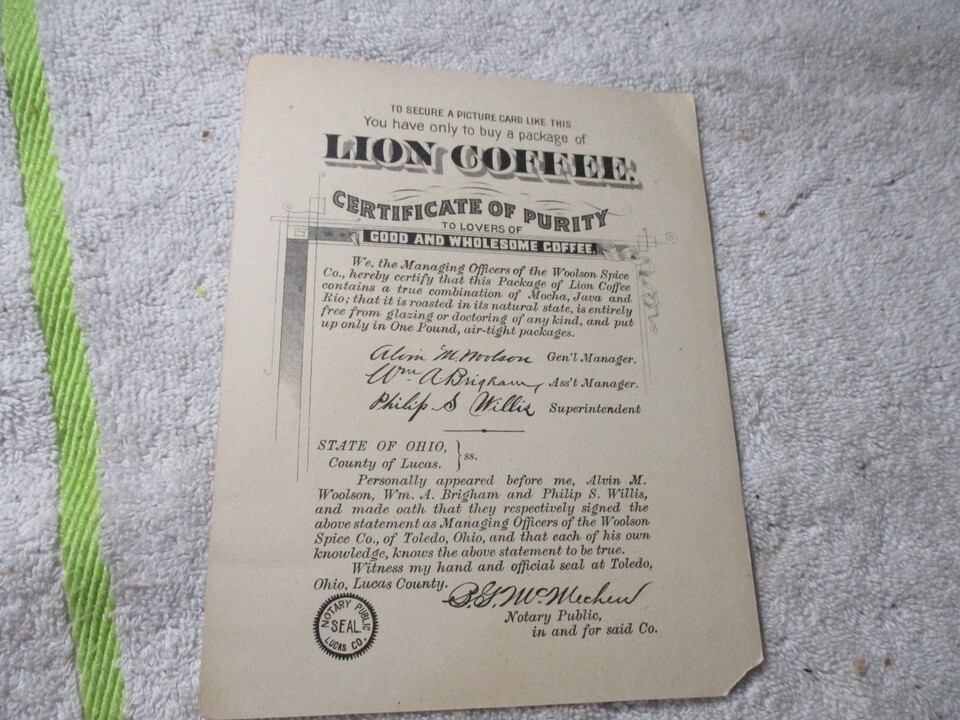 TO SECURE A PICTURE CARD LIKE THIS
You have only to buy a package of
LION COFFEE.
CERTIFICATE OF PURITY
TO LOVERS OF
GOOD AND WHOLESOME COFFEE.
We, the Managing Officers of the Woolson Spice
Co., hereby certify that this Package of Lion Coffee
contains a true combination of Mocha, Java and
Rio; that it is roasted in its natural state, is entirely
free from glazing or doctoring of any kind, and put
up only in One Pound, air-tight packages.
Alvin M. Woolson Gen'l Manager.
Wm. A Brigham, Ass't Manager.
Philip S Willis Superintendent
STATE OF OHIO, } ss.
County of Lucas.
Personally appeared before me, Alvin M.
Woolson, Wm. A. Brigham and Philip S. Willis,
and made oath that they respectively signed the
above statement as Managing Officers of the Woolson
Spice Co., of Toledo, Ohio, and that each of his own
knowledge, knows the above statement to be true.
Witness my hand and official seal at Toledo,
Ohio, Lucas County.
McMechen
Notary Public,
in and for said Co.
NOTARY PUBLIC
SEAL.
LUCAS CO.